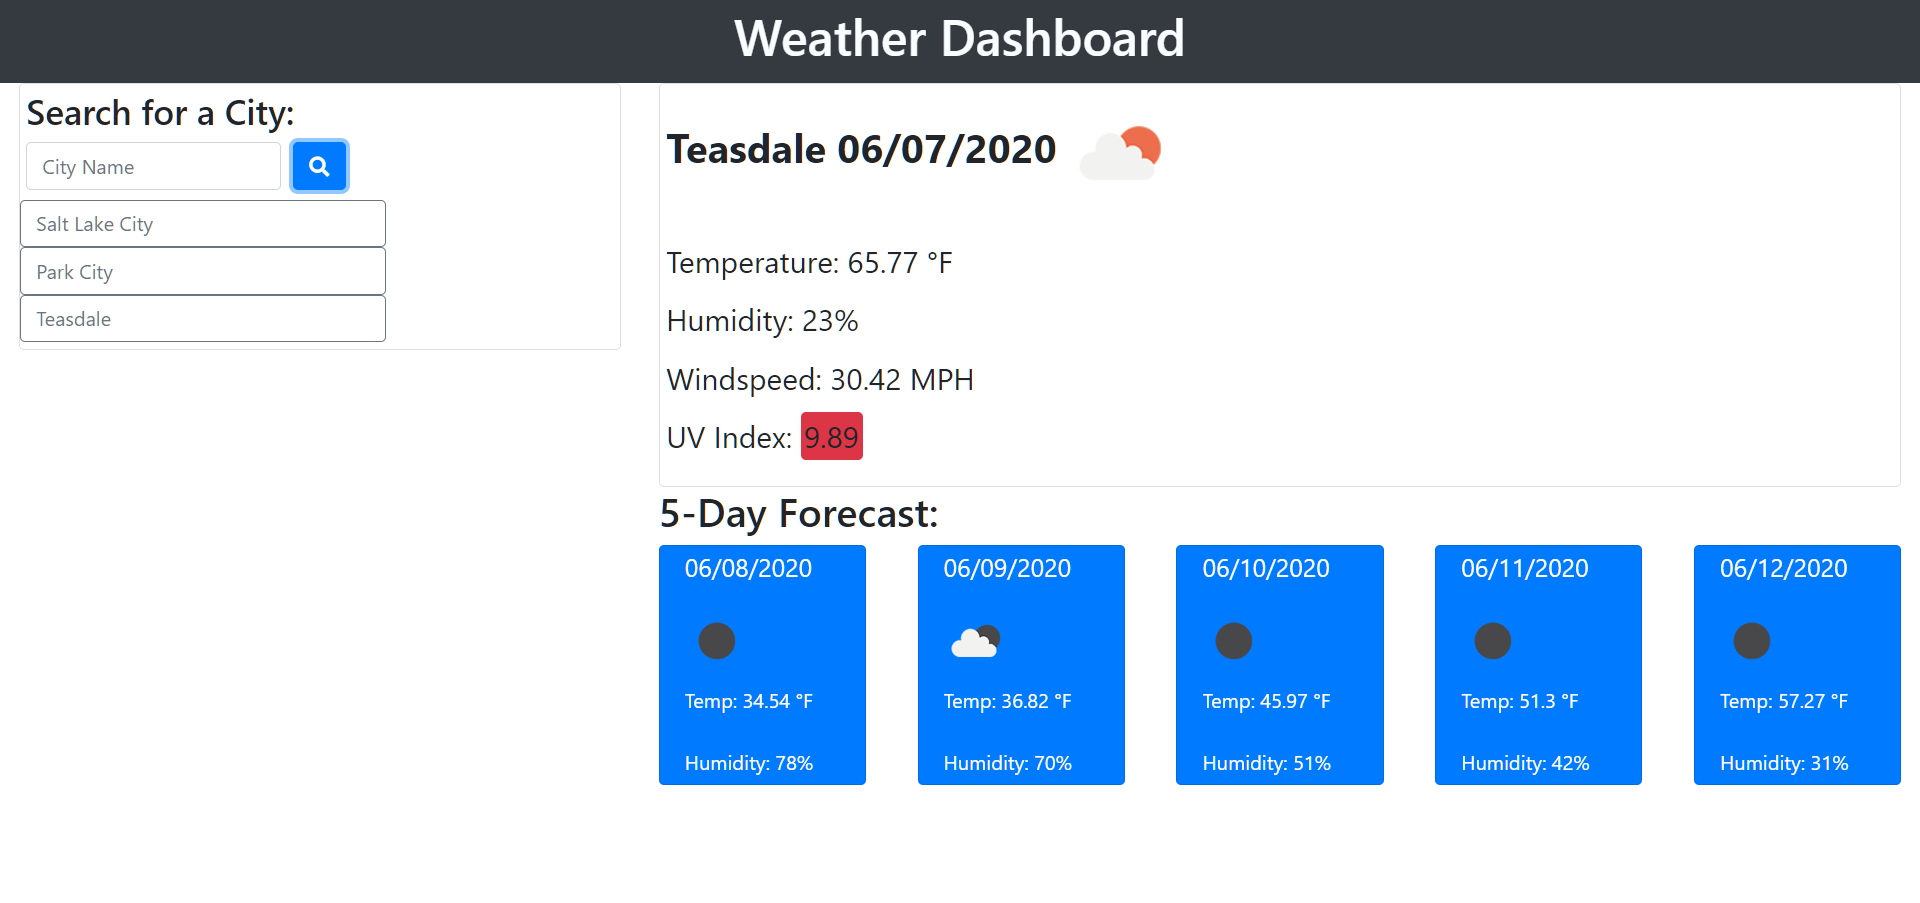 Weather Dashboard
Search for a City:
City Name
Salt Lake City
Park City
Teasdale
Teasdale 06/07/2020
Temperature: 65.77 °F
Humidity: 23%
Windspeed: 30.42 MPH
UV Index: 9.89
5-Day Forecast:
06/08/2020
Temp: 34.54 °F
Humidity: 78%
06/09/2020
Temp: 36.82 °F
Humidity: 70%
06/10/2020
Temp: 45.97 °F
Humidity: 51%
06/11/2020
Temp: 51.3 °F
Humidity: 42%
06/12/2020
Temp: 57.27 °F
Humidity: 31%